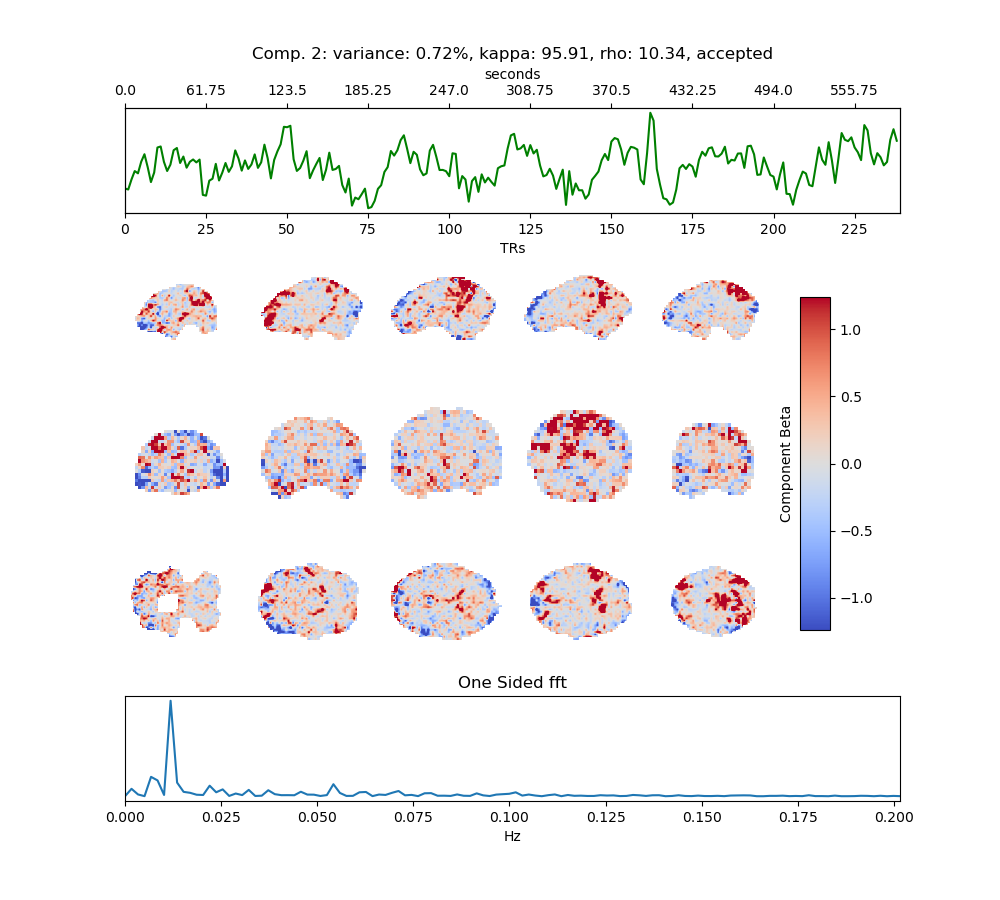 Comp. 2: variance: 0.72%, kappa: 95.91, rho: 10.34, accepted
seconds
0.0 61.75 123.5 185.25 247.0 308.75 370.5 432.25 494.0 555.75
0 25 50 75 100 125 150 175 200 225
TRs
1.0
0.5
0.0
−0.5
−1.0
Component Beta
One Sided fft
0.000 0.025 0.050 0.075 0.100 0.125 0.150 0.175 0.200
Hz